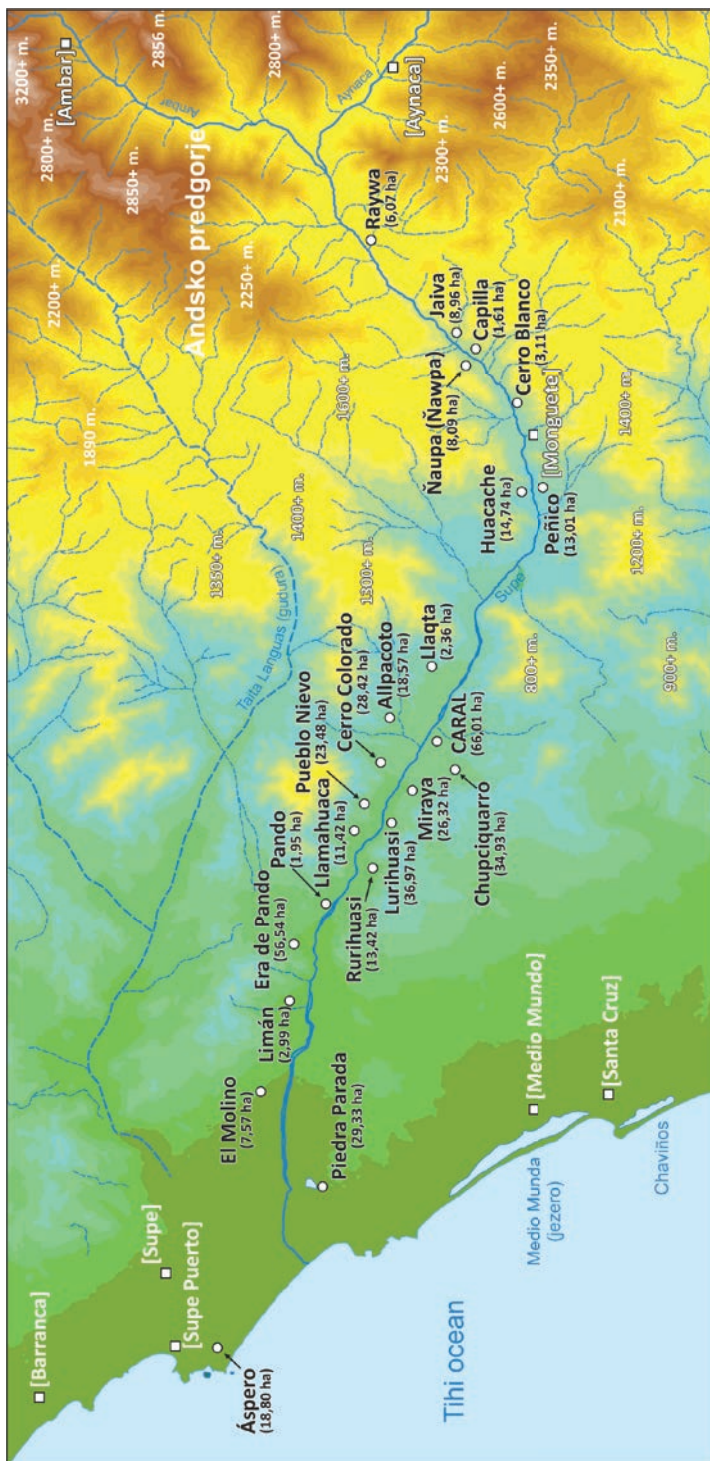 [Barranca]
[Supe]
[Supe Puerto]
Áspero
(18,80 ha)
Tihi ocean
El Molino
(7,57 ha)
Limán
(2,99 ha)
Piedra Parada
(29,33 ha)
Medio Munda
(jezero)
Chaviños
[Medio Mundo]
[Santa Cruz]
Era de Pando
(56,54 ha)
Pando
(1,95 ha)
Llamahuaca
(11,42 ha)
Pueblo Nievo
(23,48 ha)
Cerro Colorado
(28,42 ha)
Allpacoto
(18,57 ha)
Llaqta
(2,36 ha)
Rurihuasi
(13,42 ha)
Lurihuasi
(36,97 ha)
Miraya
(26,32 ha)
CARAL
(66,01 ha)
Chupciquarro
(34,93 ha)
Taita Languas (gudura)
1350+ m.
1400+ m.
1300+ m.
1890 m.
1600+ m.
800+ m.
900+ m.
1200+ m.
1400+ m.
Supe
Huacache
(14,74 ha)
Peñico
(13,01 ha)
[Monguete]
Cerro Blanco
(3,11 ha)
Ñaupa (Ñawpa)
(8,09 ha)
Capilla
(1,61 ha)
Jaiva
(8,96 ha)
Raywa
(6,07 ha)
Andsko predgorje
2200+ m.
2250+ m.
2850+ m.
2800+ m.
3200+ m.
[Ambar]
Ambar
2856 m.
2800+ m.
Aynaca
[Aynaca]
2300+ m.
2600+ m.
2350+ m.
2100+ m.